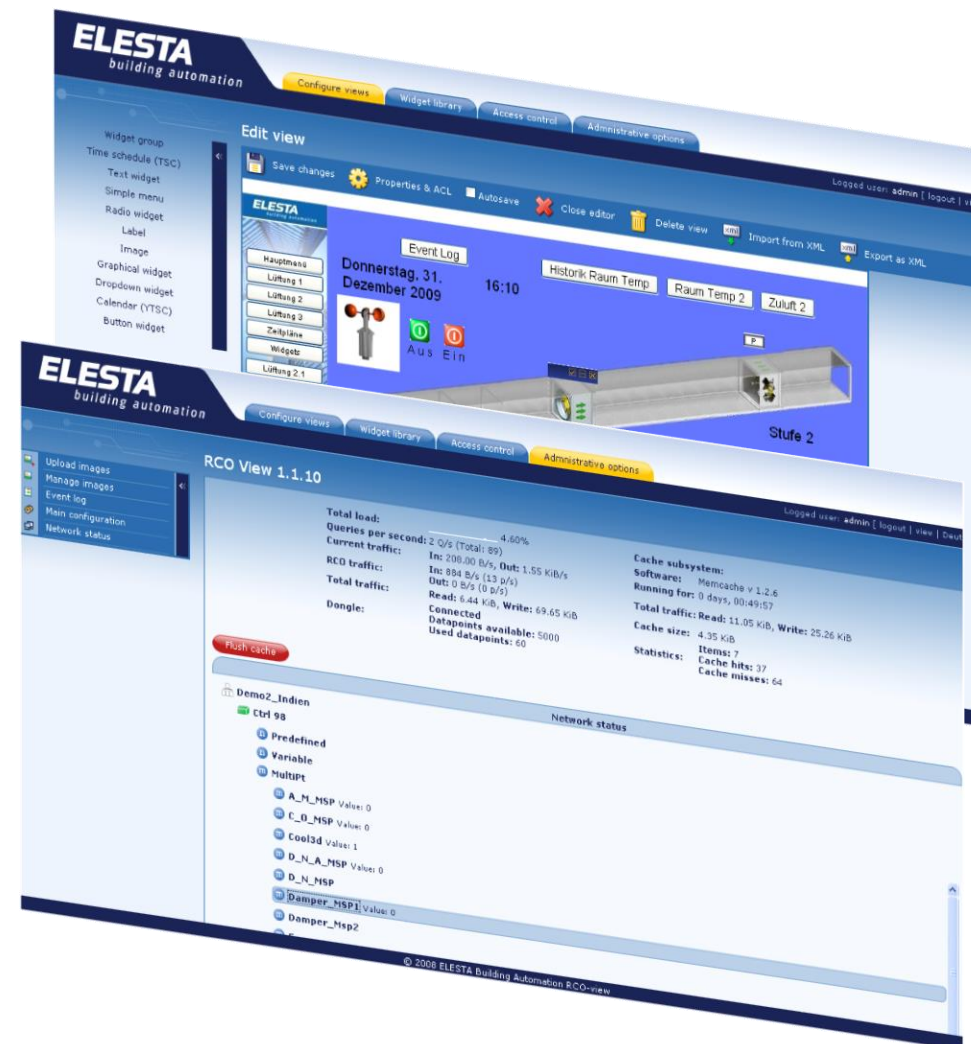 ELESTA
building automation
Configure views
Widget library
Access control
Admnistrative options
Logged user: admin [ logout |
Edit view
Save changes
Properties & ACL
Autosave
Close editor
Delete view
Import from XML
Export as XML
Widget group
Time schedule (TSC)
Text widget
Simple menu
Radio widget
Label
Image
Graphical widget
Dropdown widget
Calendar (YTSC)
Button widget
ELESTA
building automation
Hauptmenü
Lüftung 1
Lüftung 2
Lüftung 3
Zeitpläne
Widgets
Lüftung 2.1
Event Log
Donnerstag, 31.
Dezember 2009
16:10
Historik Raum Temp
Raum Temp 2
Zuluft 2
Aus Ein
P
Stufe 2
ELESTA
building automation
Configure views
Widget library
Access control
Admnistrative options
Logged user: admin [ logout | view | Deut
Upload images
Manage images
Event log
Main configuration
Network status
RCO View 1.1.10
Total load: 4.60%
Queries per second: 2 Q/s (Total: 89)
Current traffic: In: 208.00 B/s, Out: 1.55 KiB/s
RCO traffic: In: 884 B/s (13 p/s)
Out: 0 B/s (0 p/s)
Total traffic: Read: 6.44 KiB, Write: 69.65 KiB
Dongle: Connected
Datapoints available: 5000
Used datapoints: 60
Cache subsystem:
Software: Memcache v 1.2.6
Running for: 0 days, 00:49:57
Total traffic: Read: 11.05 KiB, Write: 25.26 KiB
Cache size: 4.35 KiB
Statistics: Items: 7
Cache hits: 37
Cache misses: 64
Flush cache
Network status
Demo2_Indien
Ctrl 98
Predefined
Variable
MultiPt
A_M_MSP Value: 0
C_O_MSP Value: 0
Cool3d Value: 1
D_N_A_MSP Value: 0
D_N_MSP
Damper_MSP1 Value: 0
Damper_Msp2
© 2008 ELESTA Building Automation RCO-view